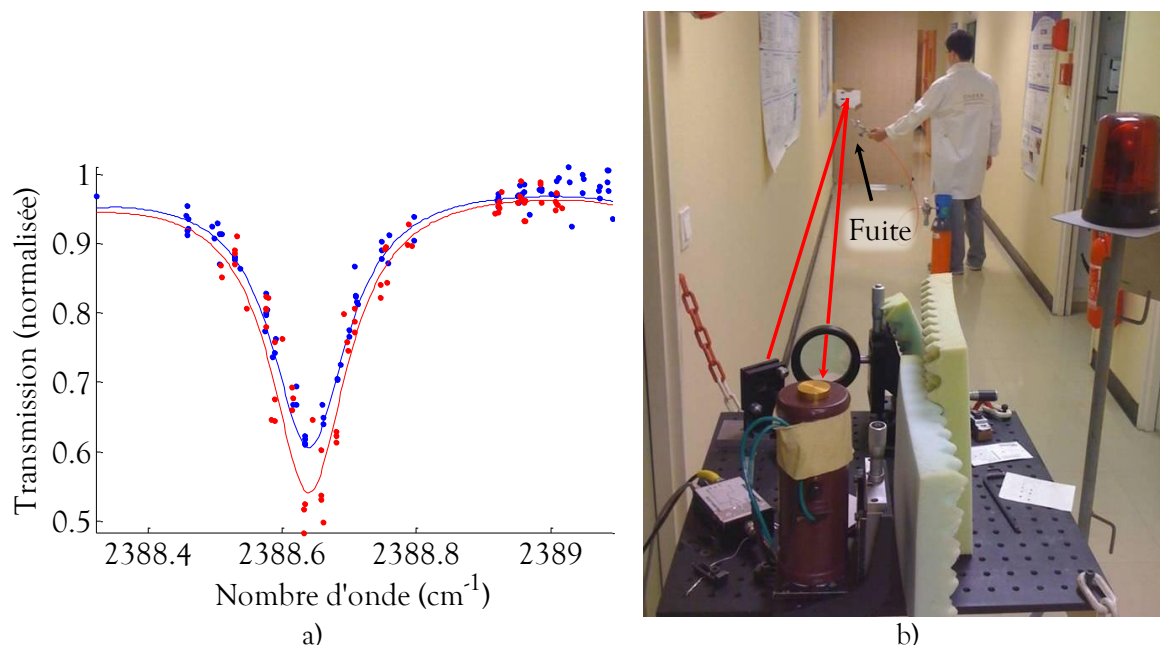 1
0.9
0.8
0.7
0.6
0.5
Transmission (normalisée)
2388.4 2388.6 2388.8 2389
Nombre d'onde (cm⁻¹)
a)
Fuite
b)